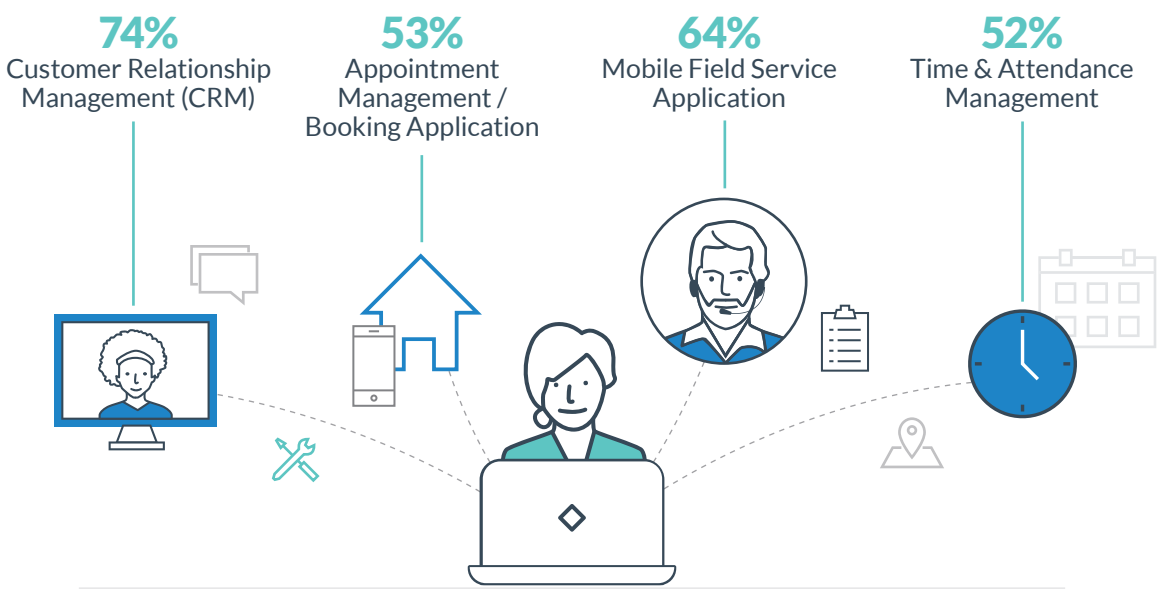 74%
Customer Relationship
Management (CRM)
53%
Appointment
Management /
Booking Application
64%
Mobile Field Service
Application
52%
Time & Attendance
Management